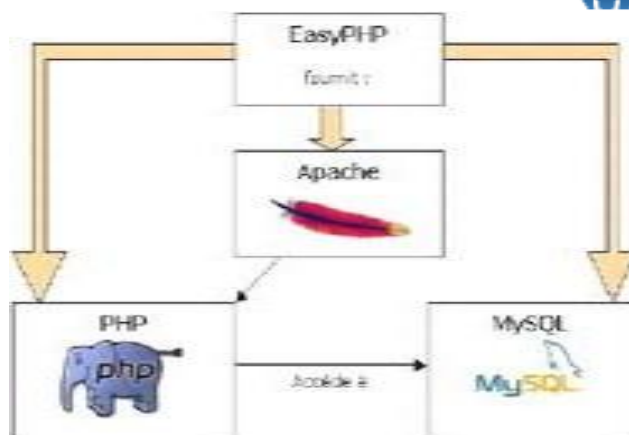 EasyPHP
fournit :
Apache
PHP
php
MySQL
MySQL
Accède à